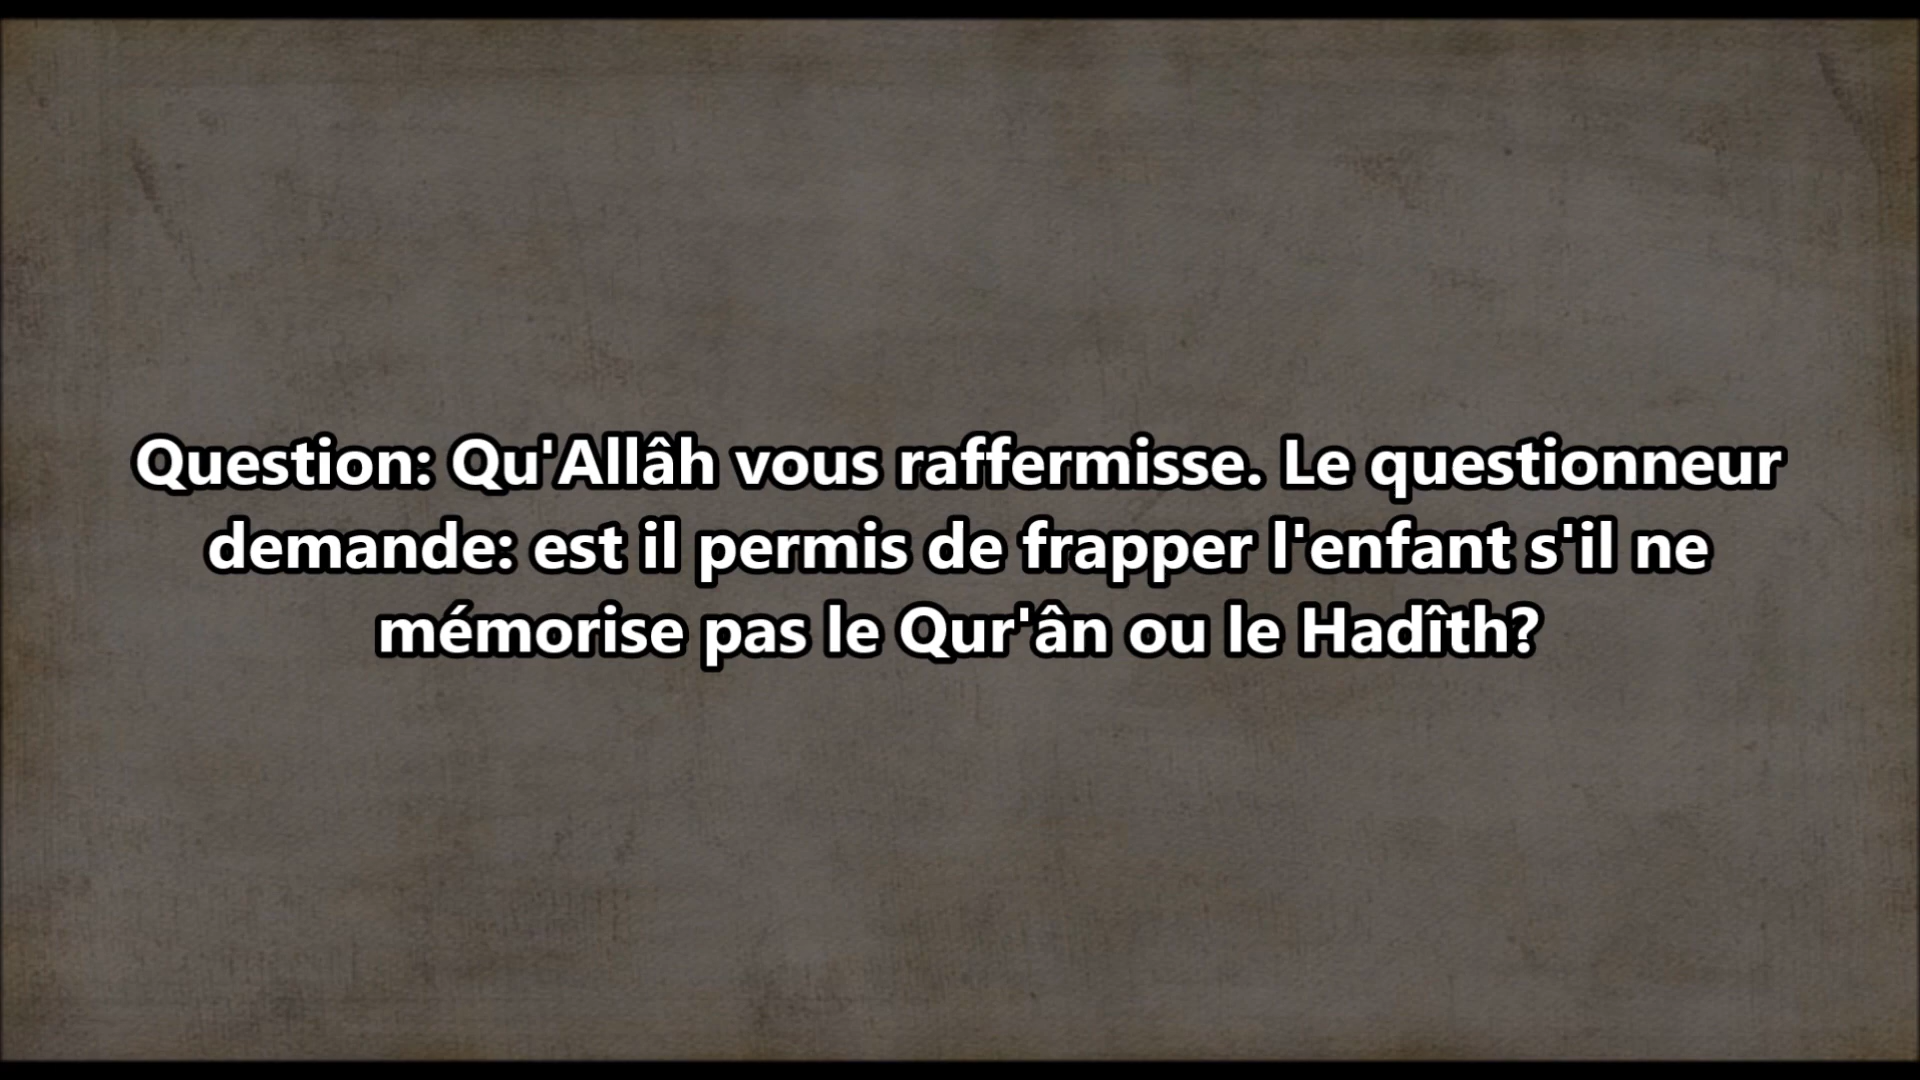 Question: Qu'Allâh vous raffermisse. Le questionneur
demande: est il permis de frapper l'enfant s'il ne
mémorise pas le Qur'ân ou le Hadîth?